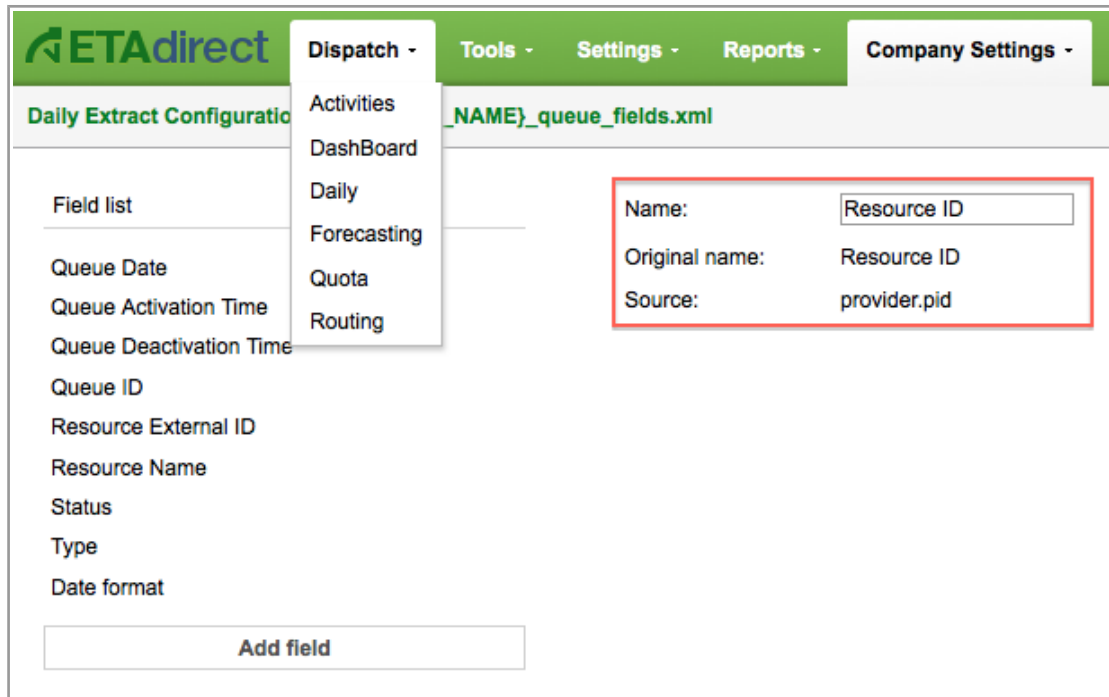 ETAdirect Dispatch Tools Settings Reports Company Settings
Activities
DashBoard
Daily
Forecasting
Quota
Routing
Daily Extract Configuratio _NAME}_queue_fields.xml
Field list
Queue Date
Queue Activation Time
Queue Deactivation Time
Queue ID
Resource External ID
Resource Name
Status
Type
Date format
Add field
Name: Resource ID
Original name: Resource ID
Source: provider.pid